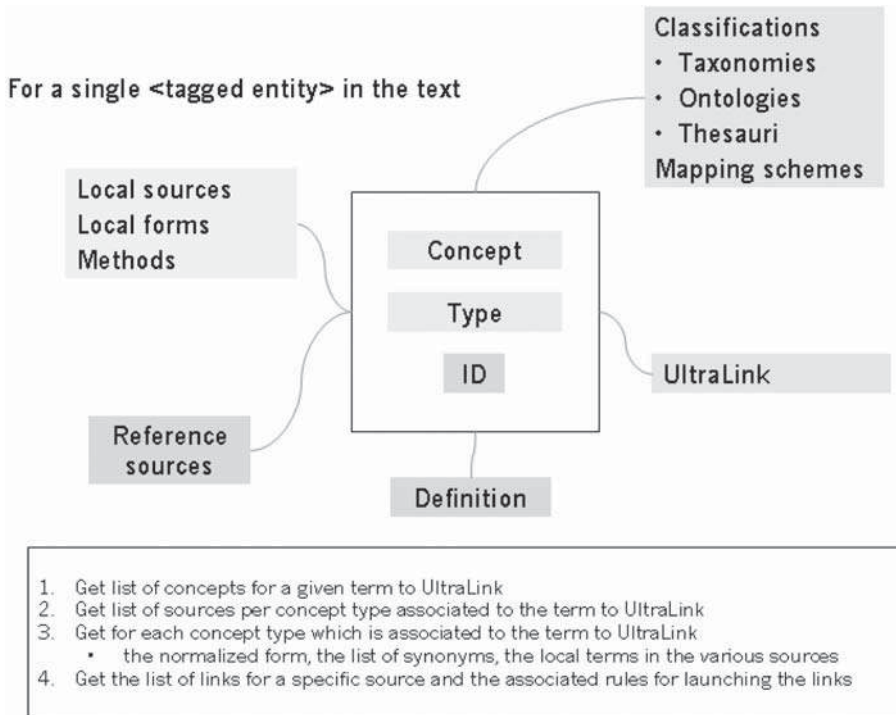 For a single <tagged entity> in the text
Classifications
• Taxonomies
• Ontologies
• Thesauri
Mapping schemes
Local sources
Local forms
Methods
Concept
Type
ID
UltraLink
Reference
sources
Definition
1. Get list of concepts for a given term to UltraLink
2. Get list of sources per concept type associated to the term to UltraLink
3. Get for each concept type which is associated to the term to UltraLink
• the normalized form, the list of synonyms, the local terms in the various sources
4. Get the list of links for a specific source and the associated rules for launching the links